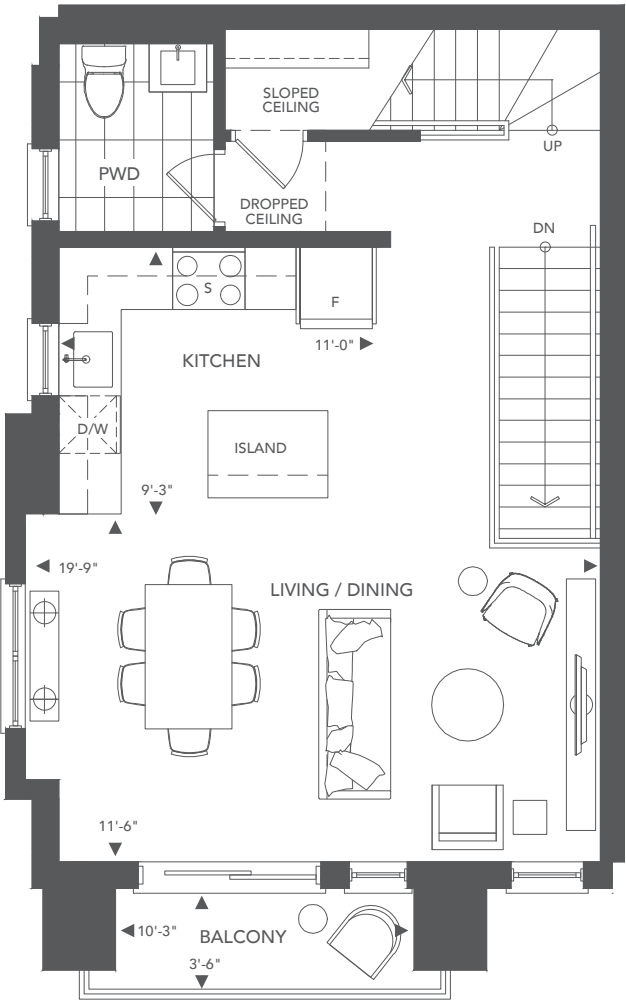 SLOPED
CEILING
UP
PWD
DROPPED
CEILING
DN
S
F
11'-0"
KITCHEN
D/W
ISLAND
9'-3"
19'-9"
LIVING / DINING
11'-6"
10'-3"
BALCONY
3'-6"